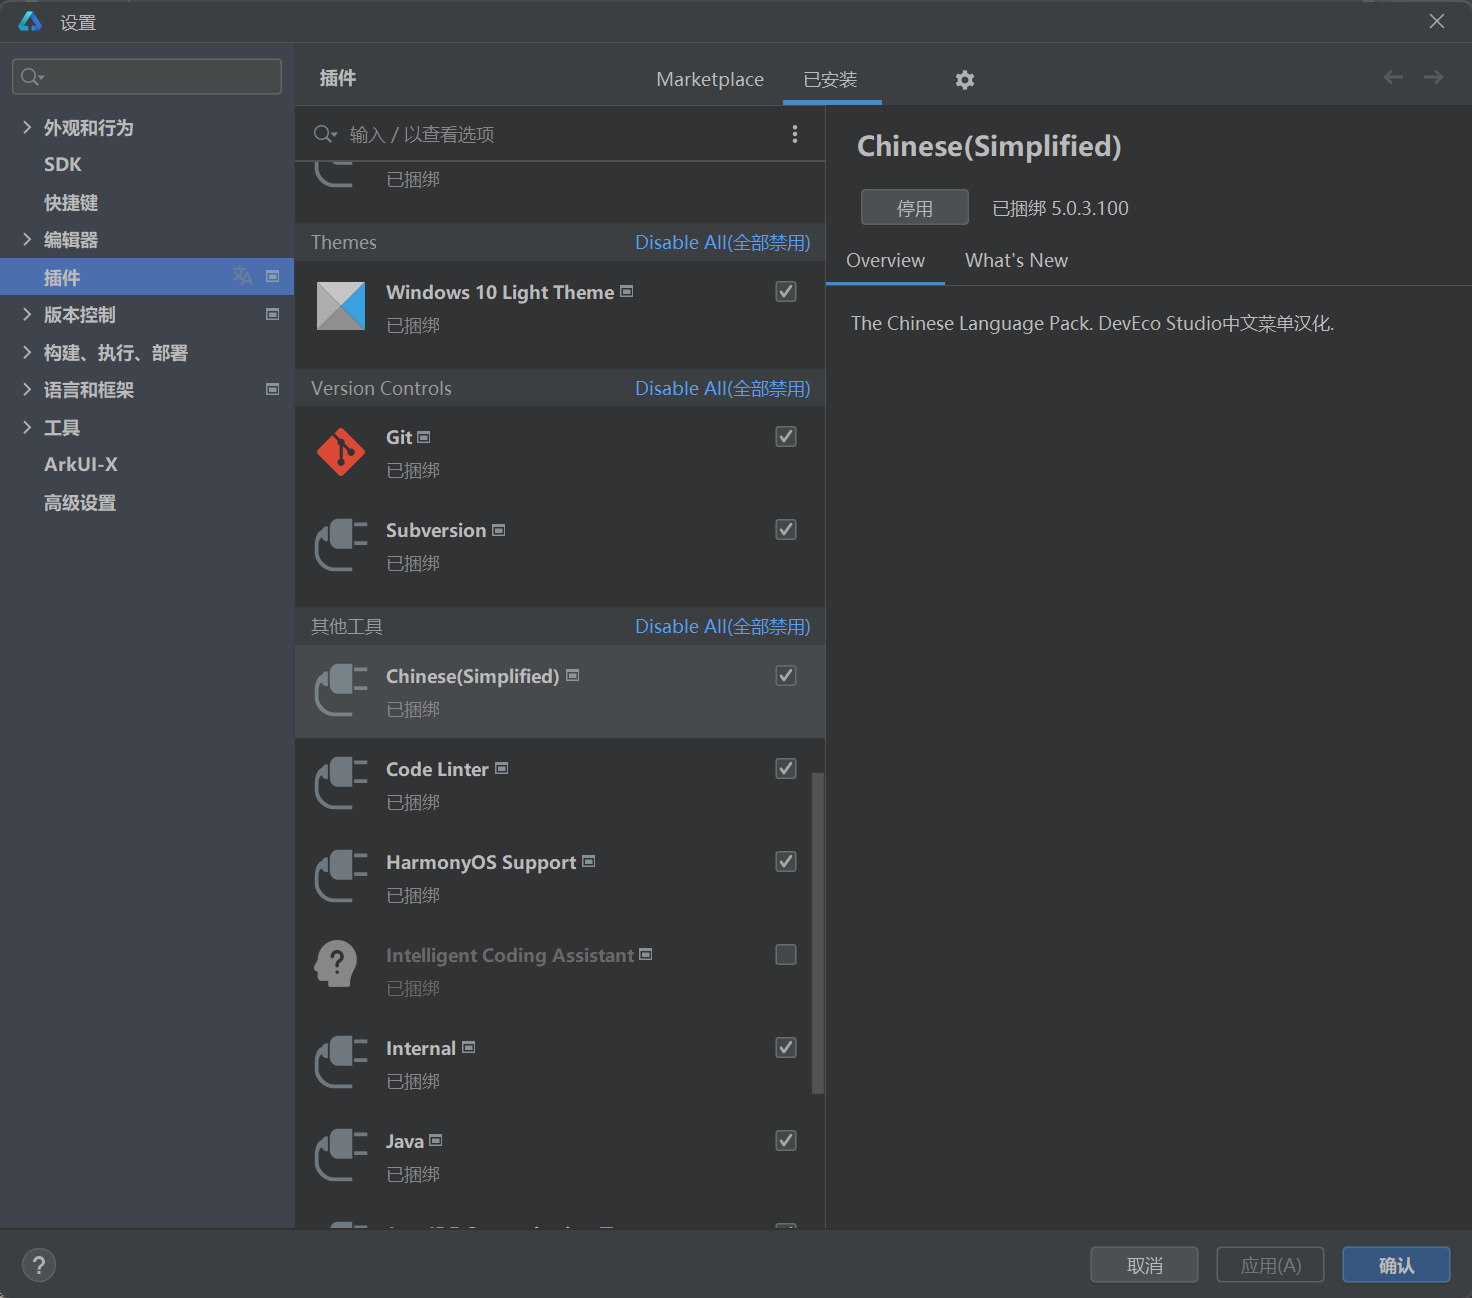 设置
插件
Marketplace
已安装
外观和行为
SDK
快捷键
编辑器
插件
版本控制
构建、执行、部署
语言和框架
工具
ArkUI-X
高级设置
输入 / 以查看选项
已捆绑
Themes
Disable All(全部禁用)
Windows 10 Light Theme
已捆绑
Version Controls
Disable All(全部禁用)
Git
已捆绑
Subversion
已捆绑
其他工具
Disable All(全部禁用)
Chinese(Simplified)
已捆绑
Code Linter
已捆绑
HarmonyOS Support
已捆绑
Intelligent Coding Assistant
已捆绑
Internal
已捆绑
Java
已捆绑
Chinese(Simplified)
停用
已捆绑 5.0.3.100
Overview
What's New
The Chinese Language Pack. DevEco Studio中文菜单汉化.
?
取消
应用(A)
确认